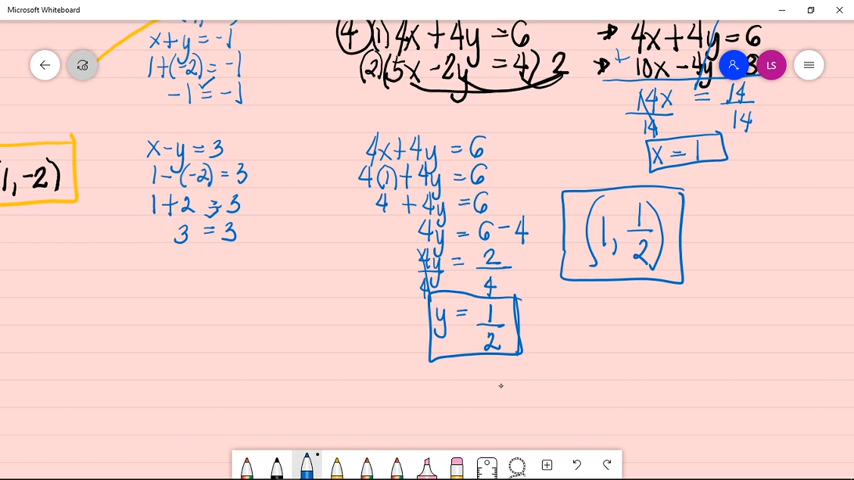 Microsoft Whiteboard
x+y = -1
1+(-2) = -1
-1 = -1
x-y = 3
1-(-2) = 3
1+2 = 3
3 = 3
(1, -2)
4 (1) 4x+4y = 6
(2) (5x-2y = 4) 2
4x+4y = 6
4(1)+4y = 6
4 + 4y = 6
4y = 6-4
4y/4 = 2/4
y = 1/2
4x+4y = 6
+ 10x-4y
14x/14 = 14/14
x = 1
(1, 1/2)
LS